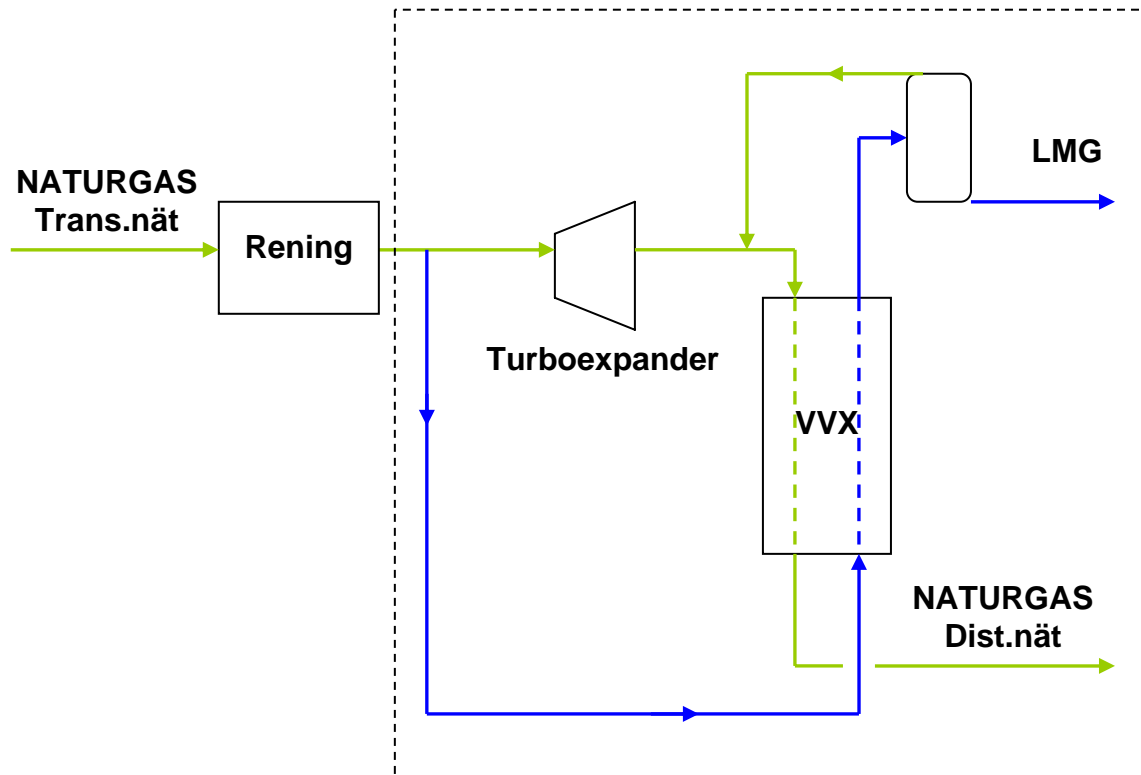 NATURGAS
Trans.nät
Rening
Turboexpander
LMG
VVX
NATURGAS
Dist.nät